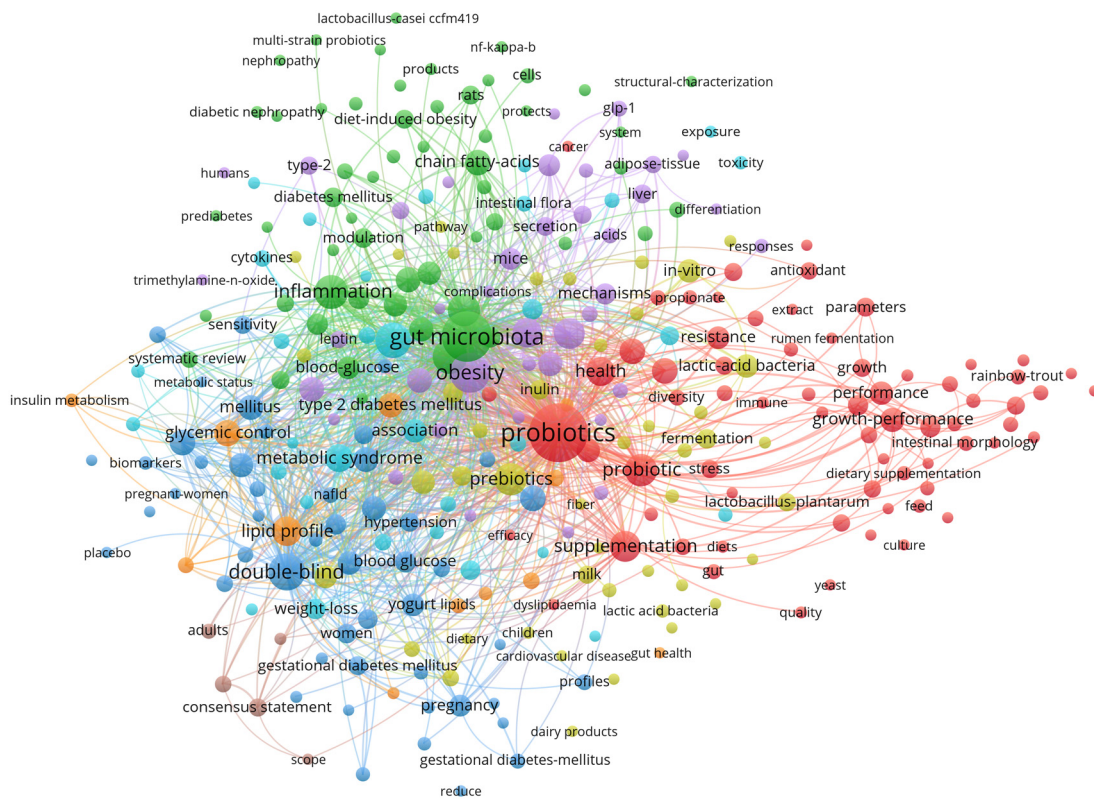 lactobacillus-casei ccfm419
multi-strain probiotics
nf-kappa-b
nephropathy
products
cells
structural-characterization
rats
diabetic nephropathy
diet-induced obesity
protects
glp-1
system
exposure
cancer
chain fatty-acids
adipose-tissue
toxicity
type-2
humans
diabetes mellitus
intestinal flora
liver
differentiation
prediabetes
pathway
secretion
acids
modulation
responses
cytokines
mice
in-vitro
antioxidant
trimethylamine-n-oxide
inflammation
complications
mechanisms
propionate
extract
parameters
sensitivity
leptin
gut microbiota
resistance
rumen fermentation
systematic review
blood-glucose
obesity
health
lactic-acid bacteria
growth
metabolic status
inulin
rainbow-trout
insulin metabolism
mellitus
type 2 diabetes mellitus
diversity
immune
performance
growth-performance
glycemic control
association
probiotics
fermentation
intestinal morphology
biomarkers
metabolic syndrome
prebiotics
probiotic
stress
dietary supplementation
pregnant-women
nafld
fiber
lactobacillus-plantarum
feed
lipid profile
hypertension
efficacy
supplementation
diets
culture
placebo
double-blind
blood glucose
milk
gut
yeast
weight-loss
yogurt
lipids
dyslipidaemia
lactic acid bacteria
quality
adults
women
dietary
children
gestational diabetes mellitus
cardiovascular disease
gut health
profiles
consensus statement
pregnancy
dairy products
scope
gestational diabetes-mellitus
reduce